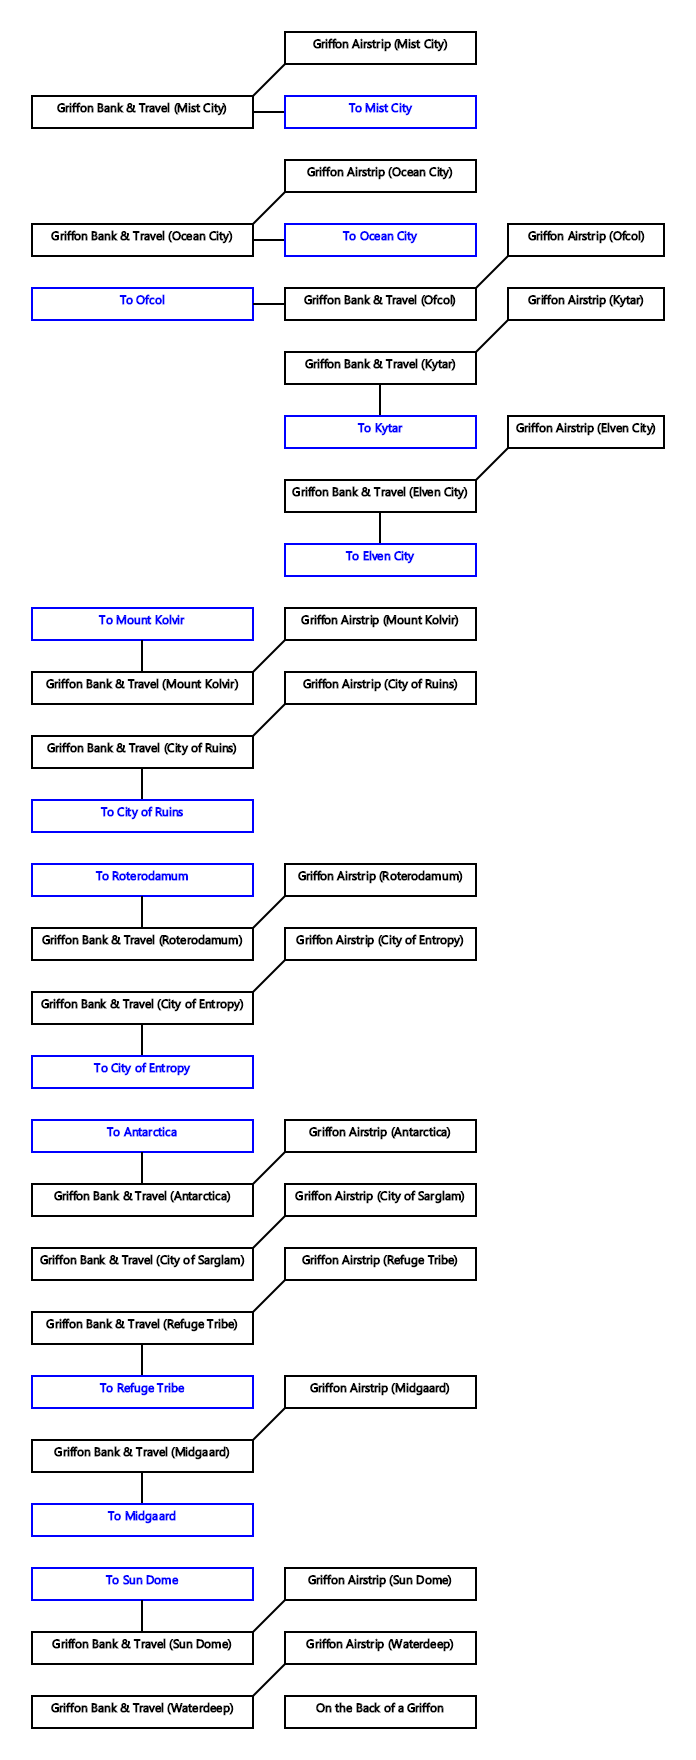 Griffon Airstrip (Mist City)
Griffon Bank & Travel (Mist City)
To Mist City
Griffon Airstrip (Ocean City)
Griffon Bank & Travel (Ocean City)
To Ocean City
Griffon Airstrip (Ofcol)
To Ofcol
Griffon Bank & Travel (Ofcol)
Griffon Airstrip (Kytar)
Griffon Bank & Travel (Kytar)
To Kytar
Griffon Airstrip (Elven City)
Griffon Bank & Travel (Elven City)
To Elven City
To Mount Kolvir
Griffon Airstrip (Mount Kolvir)
Griffon Bank & Travel (Mount Kolvir)
Griffon Airstrip (City of Ruins)
Griffon Bank & Travel (City of Ruins)
To City of Ruins
To Roterodamum
Griffon Airstrip (Roterodamum)
Griffon Bank & Travel (Roterodamum)
Griffon Airstrip (City of Entropy)
Griffon Bank & Travel (City of Entropy)
To City of Entropy
To Antarctica
Griffon Airstrip (Antarctica)
Griffon Bank & Travel (Antarctica)
Griffon Airstrip (City of Sarglam)
Griffon Bank & Travel (City of Sarglam)
Griffon Airstrip (Refuge Tribe)
Griffon Bank & Travel (Refuge Tribe)
To Refuge Tribe
Griffon Airstrip (Midgaard)
Griffon Bank & Travel (Midgaard)
To Midgaard
To Sun Dome
Griffon Airstrip (Sun Dome)
Griffon Bank & Travel (Sun Dome)
Griffon Airstrip (Waterdeep)
Griffon Bank & Travel (Waterdeep)
On the Back of a Griffon